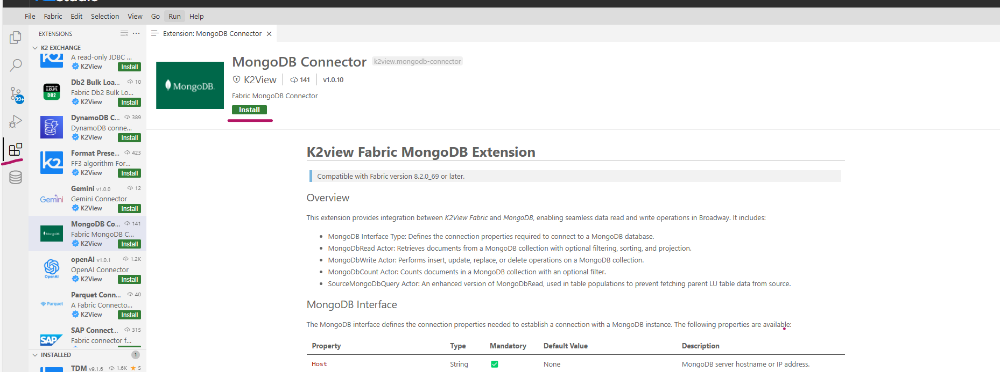 studio
File Fabric Edit Selection View Go Run Help
EXTENSIONS
K2 EXCHANGE
A read-only JDBC ...
K2View Install
Db2 Bulk Loa... 10
Fabric Db2 Bulk Lo...
K2View Install
IBM
DB2
DynamoDB C... 389
DynamoDB conne...
K2View Install
Format Prese... 423
FF3 algorithm For...
K2View Install
k2
Gemini v1.0.0 12
Gemini Connector
K2View Install
Gemini
MongoDB Co... 141
Fabric MongoDB C...
K2View Install
MongoDB
openAI v1.0.1 1.2K
OpenAI Connector
K2View Install
OpenAI
Parquet Conn... 40
A Fabric Connecto...
K2View Install
Parquet
SAP Connect... 315
Fabric connector f...
SAP
INSTALLED 1
TDM v9.1.6 1.6K 5
99+
Extension: MongoDB Connector
MongoDB.
MongoDB Connector k2view.mongodb-connector
K2View 141 v1.0.10
Fabric MongoDB Connector
Install
K2view Fabric MongoDB Extension
Compatible with Fabric version 8.2.0_69 or later.
Overview
This extension provides integration between K2View Fabric and MongoDB, enabling seamless data read and write operations in Broadway. It includes:
• MongoDB Interface Type: Defines the connection properties required to connect to a MongoDB database.
• MongoDbRead Actor: Retrieves documents from a MongoDB collection with optional filtering, sorting, and projection.
• MongoDbWrite Actor: Performs insert, update, replace, or delete operations on a MongoDB collection.
• MongoDbCount Actor: Counts documents in a MongoDB collection with an optional filter.
• SourceMongoDbQuery Actor: An enhanced version of MongoDbRead, used in table populations to prevent fetching parent LU table data from source.
MongoDB Interface
The MongoDB interface defines the connection properties needed to establish a connection with a MongoDB instance. The following properties are available:
Property Type Mandatory Default Value Description
Host String None MongoDB server hostname or IP address.